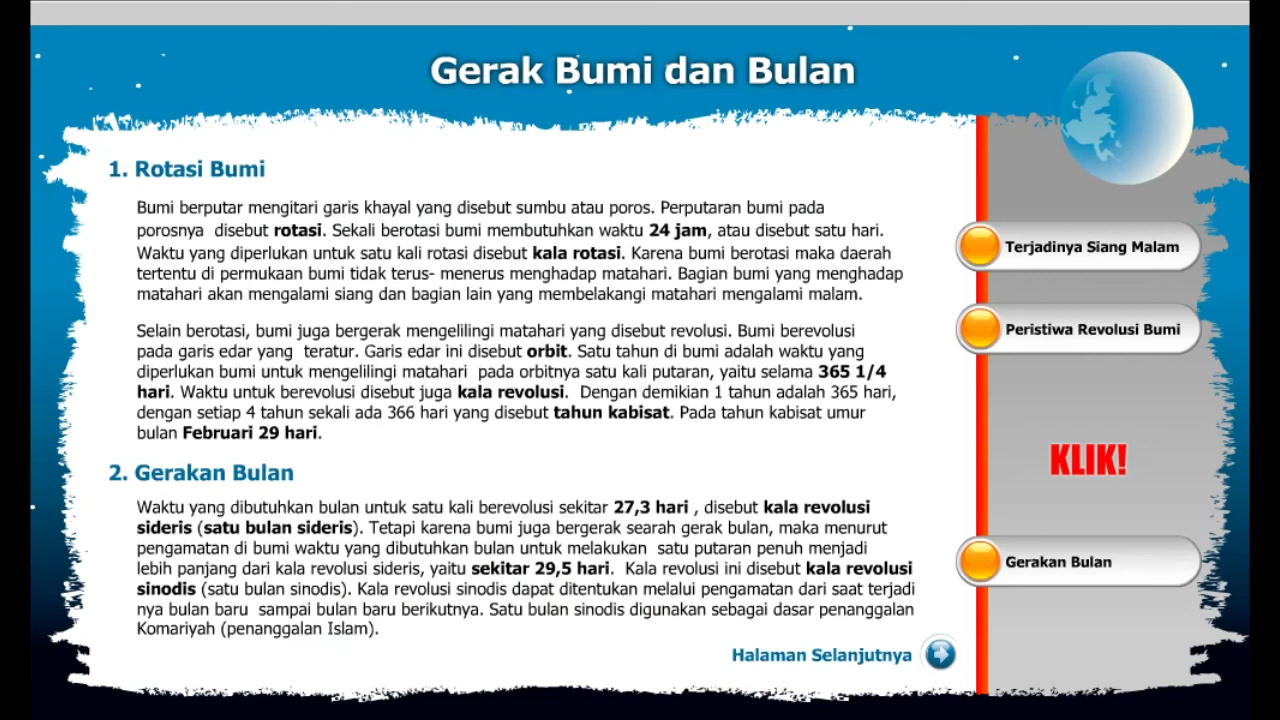 Gerak Bumi dan Bulan
1. Rotasi Bumi
Bumi berputar mengitari garis khayal yang disebut sumbu atau poros. Perputaran bumi pada
porosnya disebut rotasi. Sekali berotasi bumi membutuhkan waktu 24 jam, atau disebut satu hari.
Waktu yang diperlukan untuk satu kali rotasi disebut kala rotasi. Karena bumi berotasi maka daerah
tertentu di permukaan bumi tidak terus- menerus menghadap matahari. Bagian bumi yang menghadap
matahari akan mengalami siang dan bagian lain yang membelakangi matahari mengalami malam.
Selain berotasi, bumi juga bergerak mengelilingi matahari yang disebut revolusi. Bumi berevolusi
pada garis edar yang teratur. Garis edar ini disebut orbit. Satu tahun di bumi adalah waktu yang
diperlukan bumi untuk mengelilingi matahari pada orbitnya satu kali putaran, yaitu selama 365 1/4
hari. Waktu untuk berevolusi disebut juga kala revolusi. Dengan demikian 1 tahun adalah 365 hari,
dengan setiap 4 tahun sekali ada 366 hari yang disebut tahun kabisat. Pada tahun kabisat umur
bulan Februari 29 hari.
2. Gerakan Bulan
Waktu yang dibutuhkan bulan untuk satu kali berevolusi sekitar 27,3 hari , disebut kala revolusi
sideris (satu bulan sideris). Tetapi karena bumi juga bergerak searah gerak bulan, maka menurut
pengamatan di bumi waktu yang dibutuhkan bulan untuk melakukan satu putaran penuh menjadi
lebih panjang dari kala revolusi sideris, yaitu sekitar 29,5 hari. Kala revolusi ini disebut kala revolusi
sinodis (satu bulan sinodis). Kala revolusi sinodis dapat ditentukan melalui pengamatan dari saat terjadi
nya bulan baru sampai bulan baru berikutnya. Satu bulan sinodis digunakan sebagai dasar penanggalan
Komariyah (penanggalan Islam).
Halaman Selanjutnya
Terjadinya Siang Malam
Peristiwa Revolusi Bumi
KLIK!
Gerakan Bulan